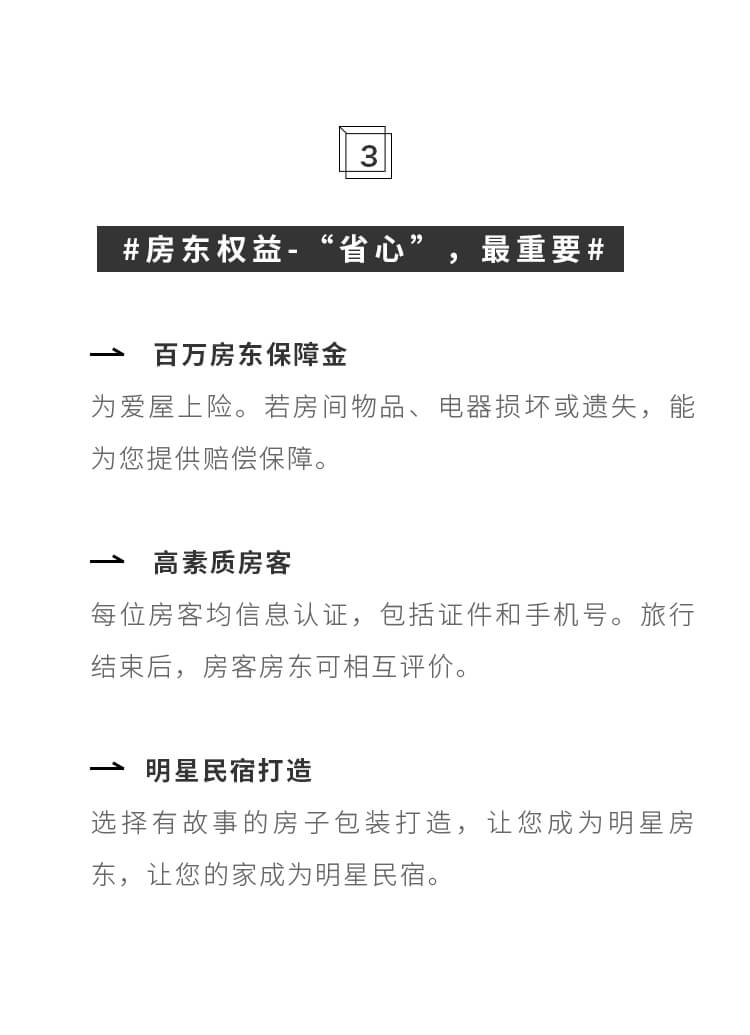 3
#房东权益-“省心”，最重要#
百万房东保障金
为爱屋上险。若房间物品、电器损坏或遗失，能
为您提供赔偿保障。
高素质房客
每位房客均信息认证，包括证件和手机号。旅行
结束后，房客房东可相互评价。
明星民宿打造
选择有故事的房子包装打造，让您成为明星房
东，让您的家成为明星民宿。